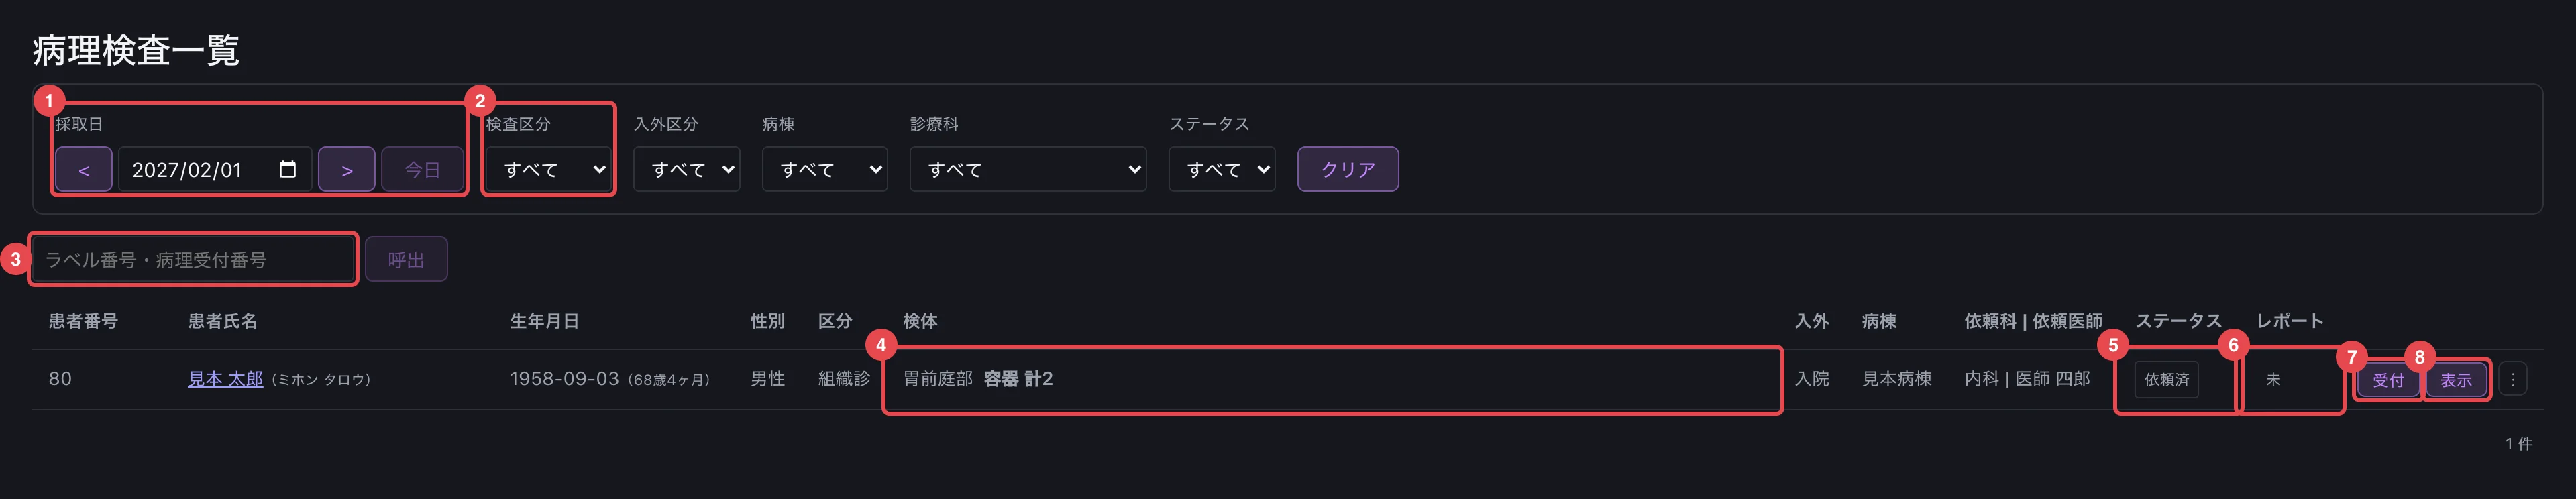 病理検査一覧
1 2
採取日 検査区分 入外区分 病棟 診療科 ステータス
< 2027/02/01 > 今日 すべて すべて すべて すべて すべて クリア
3 ラベル番号・病理受付番号 呼出
患者番号 患者氏名 生年月日 性別 区分 検体 入外 病棟 依頼科 | 依頼医師 ステータス レポート
4 5 6 7 8
80 見本 太郎 (ミホン タロウ) 1958-09-03 (68歳4ヶ月) 男性 組織診 胃前庭部 容器 計2 入院 見本病棟 内科 | 医師 四郎 依頼済 未 受付 表示 ⋮
1 件